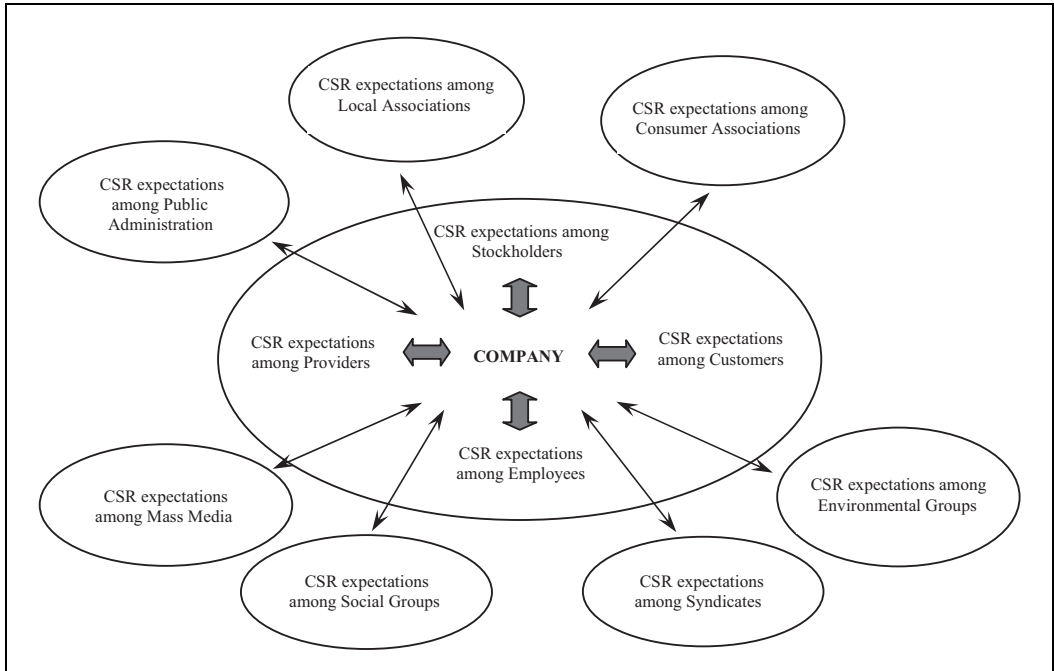 CSR expectations among
Local Associations
CSR expectations among
Consumer Associations
CSR expectations
among Public
Administration
CSR expectations among
Stockholders
CSR expectations
among Providers
COMPANY
CSR expectations
among Customers
CSR expectations
among Employees
CSR expectations
among Mass Media
CSR expectations among
Environmental Groups
CSR expectations
among Social Groups
CSR expectations
among Syndicates